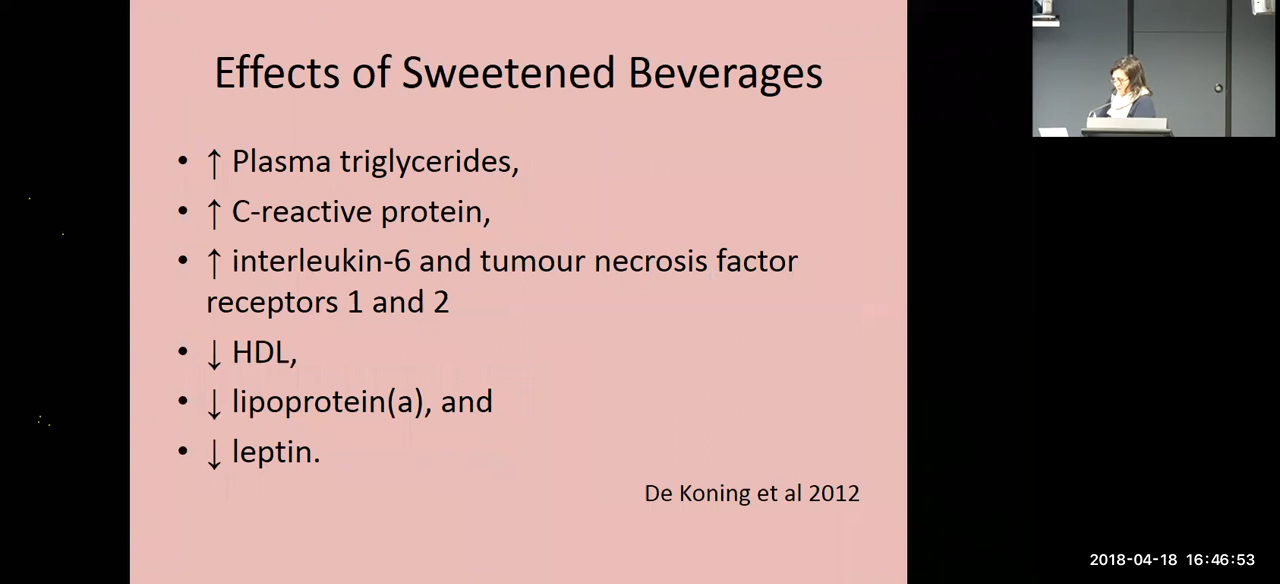 Effects of Sweetened Beverages
• ↑ Plasma triglycerides,
• ↑ C-reactive protein,
• ↑ interleukin-6 and tumour necrosis factor
receptors 1 and 2
• ↓ HDL,
• ↓ lipoprotein(a), and
• ↓ leptin.
De Koning et al 2012
2018-04-18 16:46:53